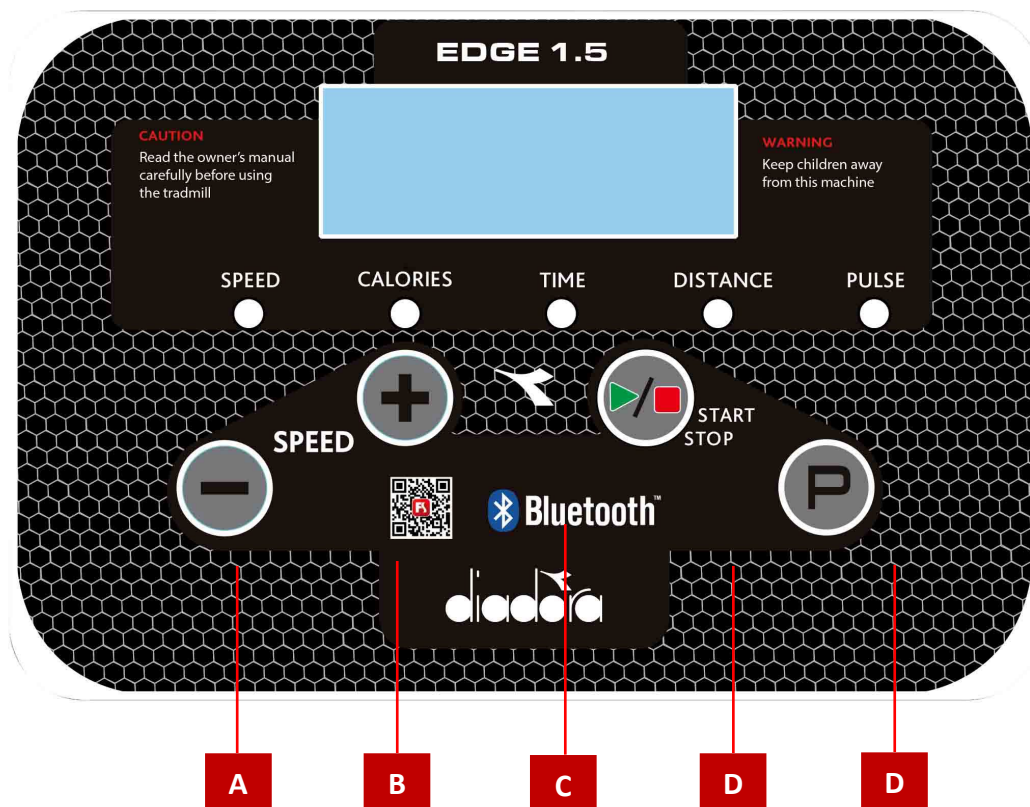 EDGE 1.5
CAUTION
Read the owner's manual
carefully before using
the tradmill
WARNING
Keep children away
from this machine
SPEED CALORIES TIME DISTANCE PULSE
+
START
STOP
SPEED
−
P
Bluetooth™
diadora
A B C D D